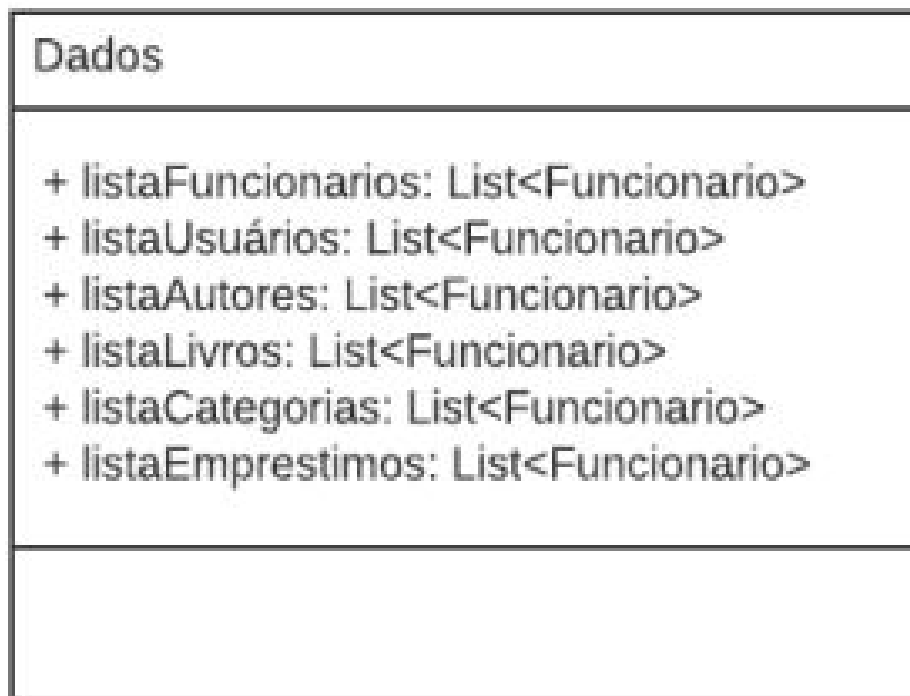 Dados
+ listaFuncionarios: List<Funcionario>
+ listaUsuários: List<Funcionario>
+ listaAutores: List<Funcionario>
+ listaLivros: List<Funcionario>
+ listaCategorias: List<Funcionario>
+ listaEmprestimos: List<Funcionario>